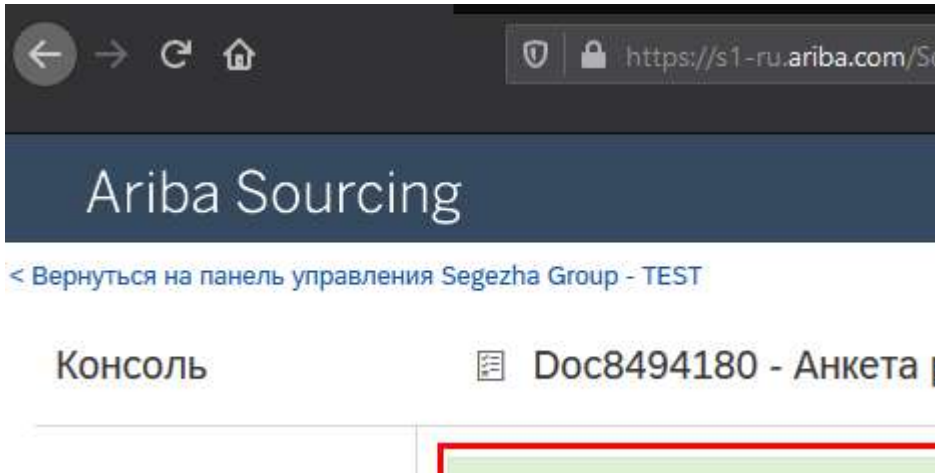 https://s1-ru.ariba.com/
Ariba Sourcing
< Вернуться на панель управления Segezha Group - TEST
Консоль
Doc8494180 - Анкета